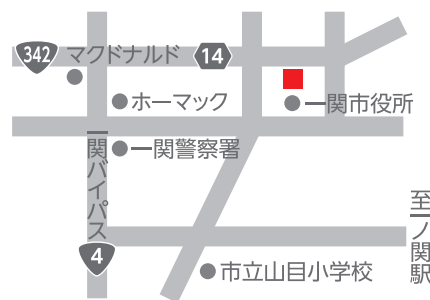 342
マクドナルド
14
ホーマック
一関市役所
一関警察署
一関バイパス
4
市立山目小学校
至一ノ関駅